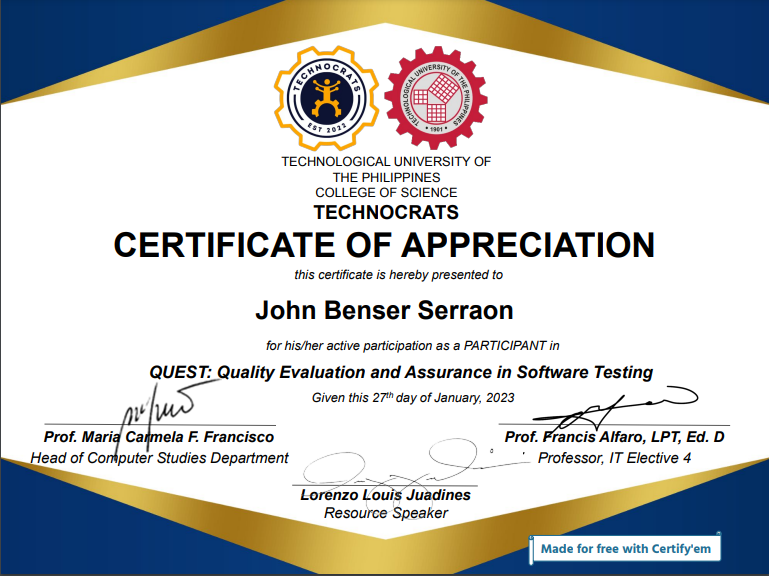 TECHNOCRATS
EST 2022
TECHNOLOGICAL UNIVERSITY OF THE PHILIPPINES
1901
TECHNOLOGICAL UNIVERSITY OF
THE PHILIPPINES
COLLEGE OF SCIENCE
TECHNOCRATS
CERTIFICATE OF APPRECIATION
this certificate is hereby presented to
John Benser Serraon
for his/her active participation as a PARTICIPANT in
QUEST: Quality Evaluation and Assurance in Software Testing
Given this 27th day of January, 2023
Prof. Maria Carmela F. Francisco
Head of Computer Studies Department
Prof. Francis Alfaro, LPT, Ed. D
Professor, IT Elective 4
Lorenzo Louis Juadines
Resource Speaker
Made for free with Certify'em